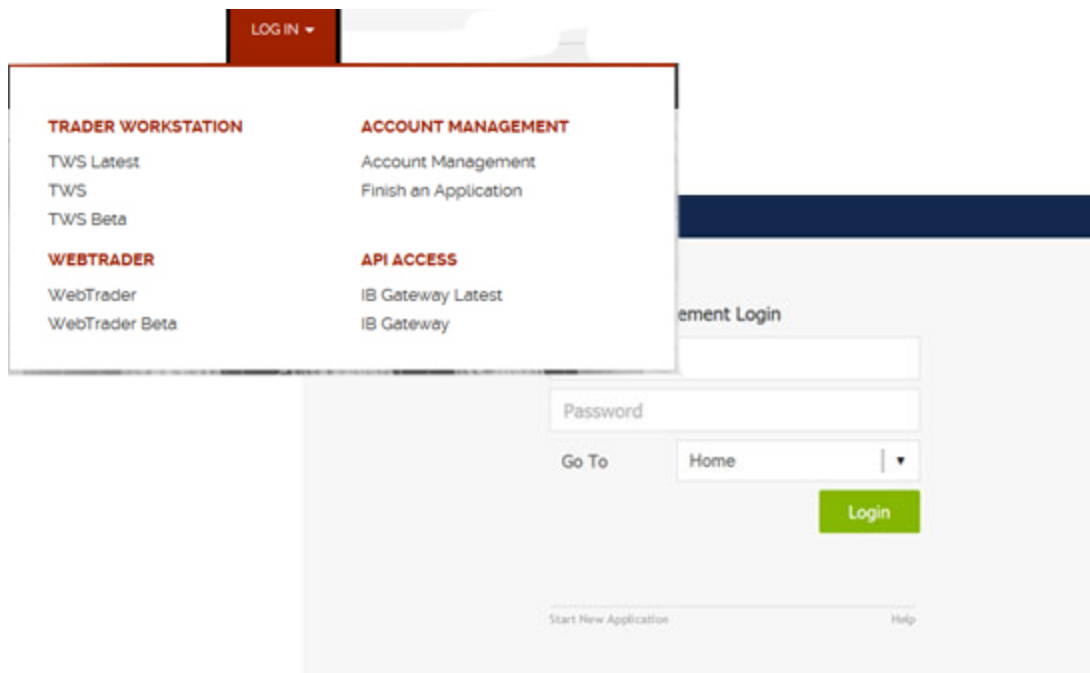 LOG IN
TRADER WORKSTATION
TWS Latest
TWS
TWS Beta
ACCOUNT MANAGEMENT
Account Management
Finish an Application
WEBTRADER
WebTrader
WebTrader Beta
API ACCESS
IB Gateway Latest
IB Gateway
ement Login
Password
Go To Home
Login
Start New Application Help